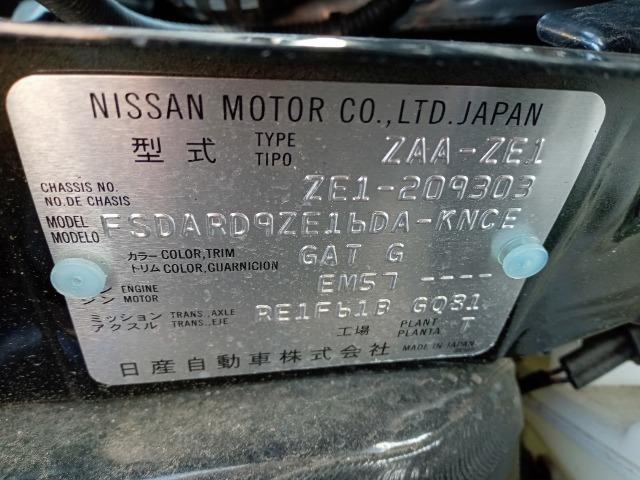 NISSAN MOTOR CO.,LTD.JAPAN
型式 TYPE TIPO ZAA-ZE1
CHASSIS NO. NO.DE CHASIS ZE1-209303
MODEL MODELO FSDARD9ZE1bDA-KNCE
カラー COLOR,TRIM トリム COLOR,GUARNICION GAT G
ン ENGINE ン MOTOR EM57 ----
ミッション TRANS.,AXLE アクスル TRANS.,EJE RE1F61B GQ81
工場 PLANT PLANTA T
日産自動車株式会社 MADE IN JAPAN